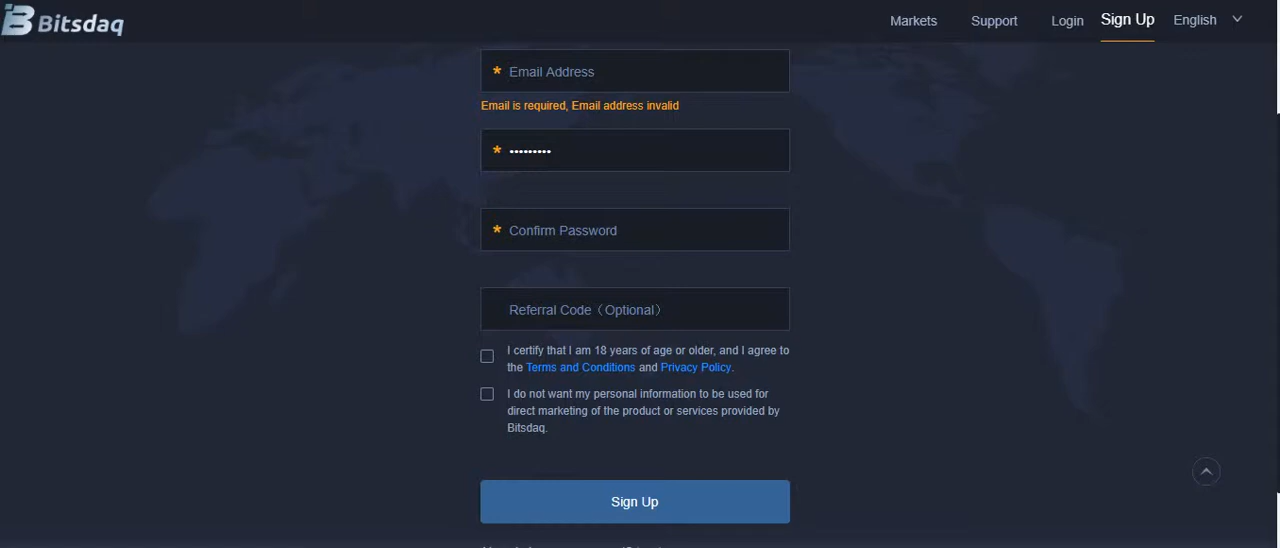 Bitsdaq
Markets Support Login Sign Up English
* Email Address
Email is required, Email address invalid
* •••••••••
* Confirm Password
Referral Code（Optional）
I certify that I am 18 years of age or older, and I agree to
the Terms and Conditions and Privacy Policy.
I do not want my personal information to be used for
direct marketing of the product or services provided by
Bitsdaq.
Sign Up